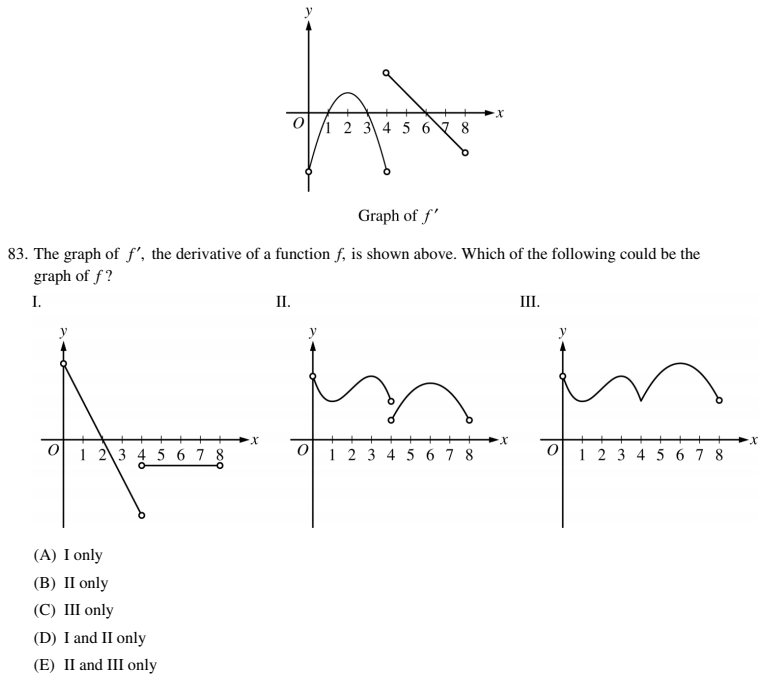 y
x
O 1 2 3 4 5 6 7 8
Graph of f′
83. The graph of f′, the derivative of a function f, is shown above. Which of the following could be the
graph of f ?
I. II. III.
y y y
x x x
O 1 2 3 4 5 6 7 8 O 1 2 3 4 5 6 7 8 O 1 2 3 4 5 6 7 8
(A) I only
(B) II only
(C) III only
(D) I and II only
(E) II and III only